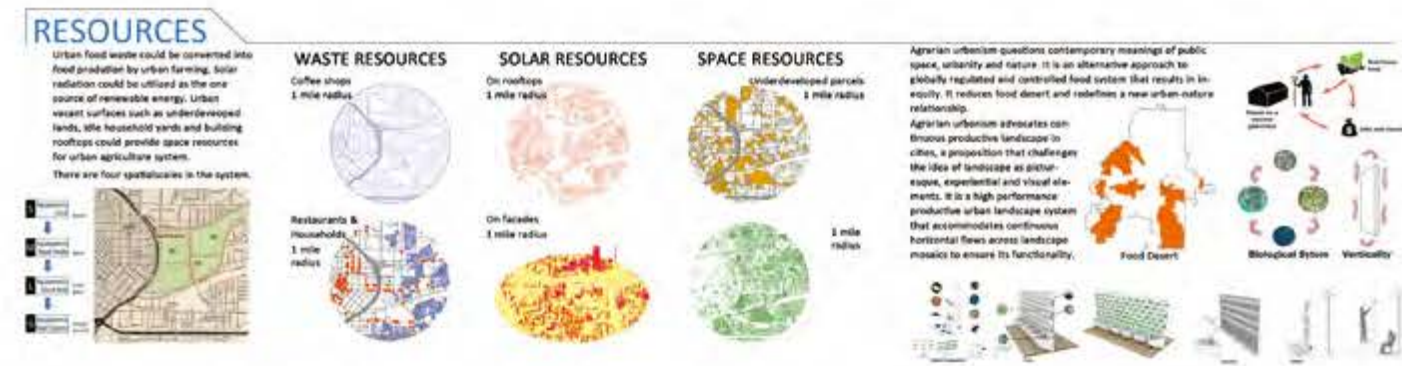 RESOURCES
Urban food waste could be converted into
food prodution by urban farming. Solar
radiation could be utilized as the one
source of renewable energy. Urban
vacant surfaces such as underdeveoped
lands, idle household yards and building
rooftops could provide space resources
for urban agriculture system.
There are four spatialscales in the system.
WASTE RESOURCES
Coffee shops
1 mile radius
Restaurants &
Households
1 mile
radius
SOLAR RESOURCES
On rooftops
1 mile radius
On facades
1 mile radius
SPACE RESOURCES
Underdeveloped parcels
1 mile radius
1 mile
radius
Agrarian urbenism questions contemporary meanings of public
space, urbanity and nature. It is an alternative approach to
globally regulated and controlled food system that results in in-
equity. It reduces food desert and redefines a new urban-nature
relationship.
Agrarian urbanism advocates con-
tinuous productive landscape in
cities, a proposition that challenges
the idea of landscape as pictur-
esque, experiential and visual ele-
ments. It is a high performance
productive urban landscape system
that accommodates continuous
horizontal flows across landscape
mosaics to ensure its functionality.
Food Desert
Biological System
Verticality